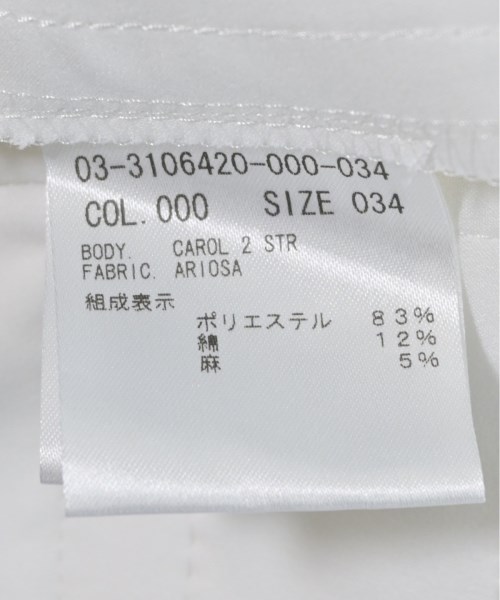 03-3106420-000-034
COL. 000 SIZE 034
BODY. CAROL 2 STR
FABRIC. ARIOSA
組成表示
ポリエステル 83%
綿 12%
麻 5%